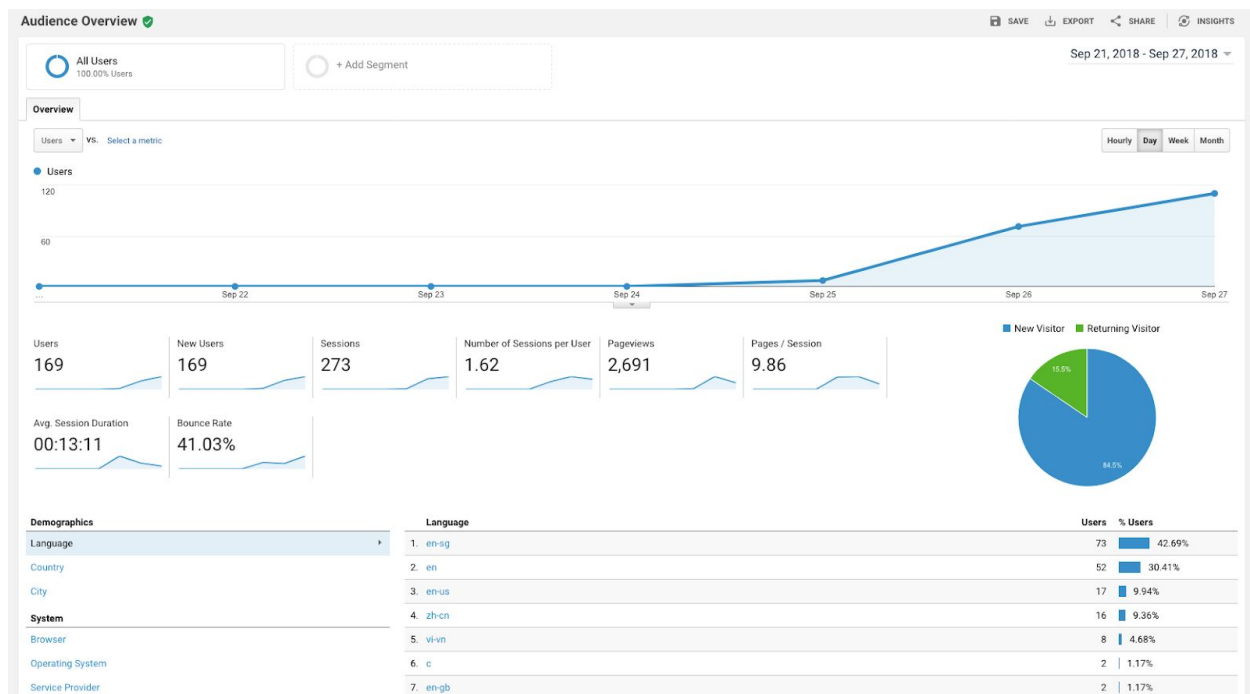 Audience Overview
SAVE EXPORT SHARE INSIGHTS
All Users
100.00% Users
+ Add Segment
Sep 21, 2018 - Sep 27, 2018
Overview
Users VS. Select a metric
Hourly Day Week Month
Users
120
60
... Sep 22 Sep 23 Sep 24 Sep 25 Sep 26 Sep 27
New Visitor Returning Visitor
15.5%
84.5%
Users New Users Sessions Number of Sessions per User Pageviews Pages / Session
169 169 273 1.62 2,691 9.86
Avg. Session Duration Bounce Rate
00:13:11 41.03%
Demographics
Language
Country
City
System
Browser
Operating System
Service Provider
Language Users % Users
1. en-sg 73 42.69%
2. en 52 30.41%
3. en-us 17 9.94%
4. zh-cn 16 9.36%
5. vi-vn 8 4.68%
6. c 2 1.17%
7. en-gb 2 1.17%